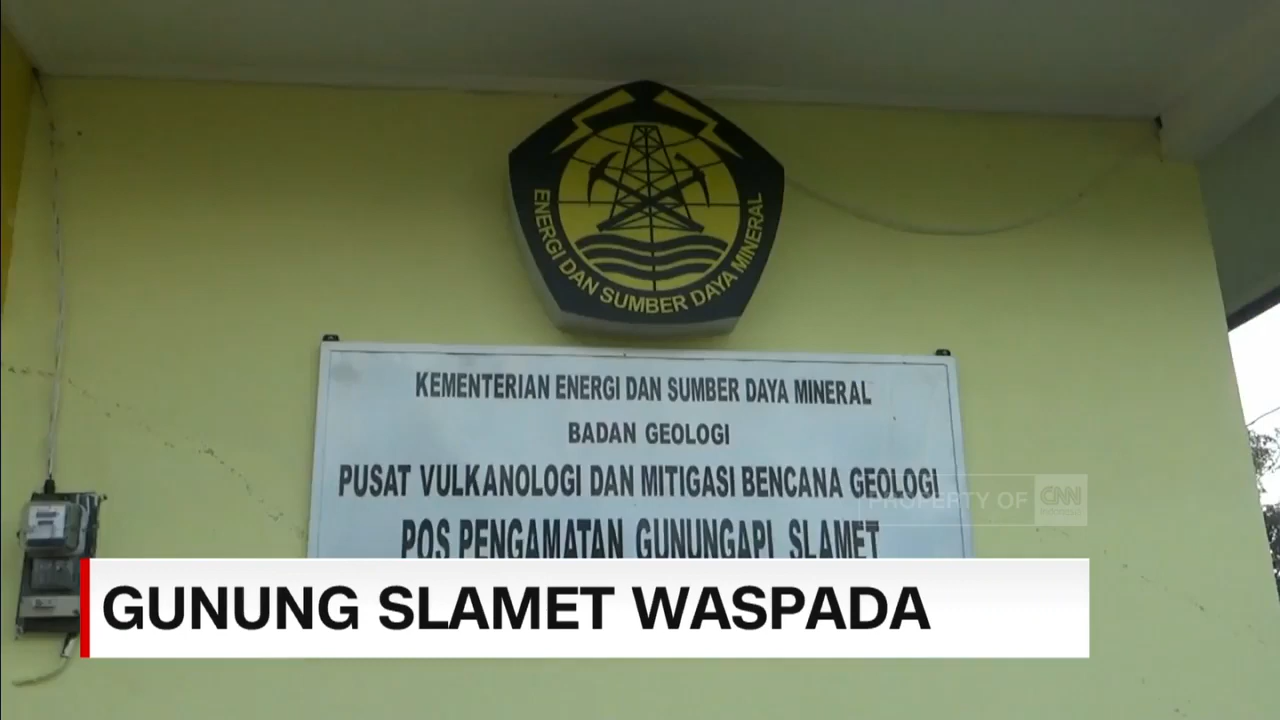 ENERGI DAN SUMBER DAYA MINERAL
KEMENTERIAN ENERGI DAN SUMBER DAYA MINERAL
BADAN GEOLOGI
PUSAT VULKANOLOGI DAN MITIGASI BENCANA GEOLOGI
PROPERTY OF CNN Indonesia
POS PENGAMATAN GUNUNGAPI SLAMET
GUNUNG SLAMET WASPADA